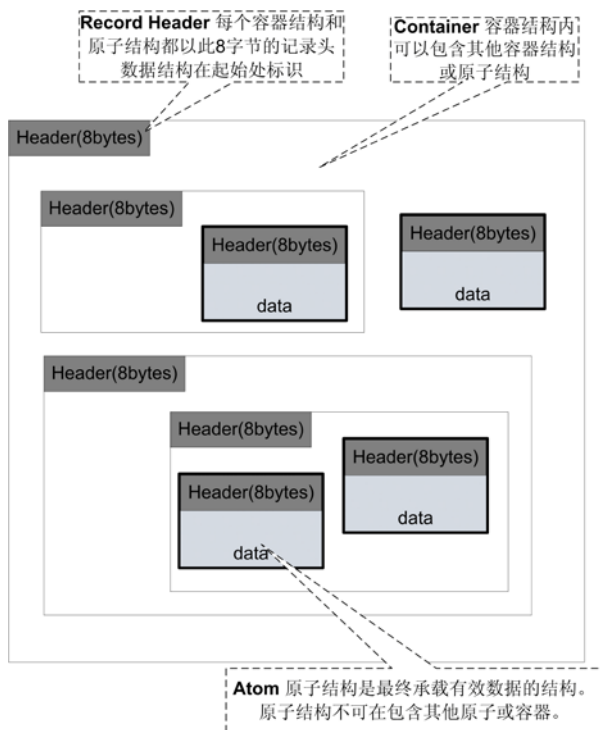 Record Header 每个容器结构和
原子结构都以此8字节的记录头
数据结构在起始处标识
Container 容器结构内
可以包含其他容器结构
或原子结构
Header(8bytes)
Header(8bytes)
Header(8bytes)
data
Header(8bytes)
data
Header(8bytes)
Header(8bytes)
Header(8bytes)
data
Header(8bytes)
data
Atom 原子结构是最终承载有效数据的结构。
原子结构不可在包含其他原子或容器。